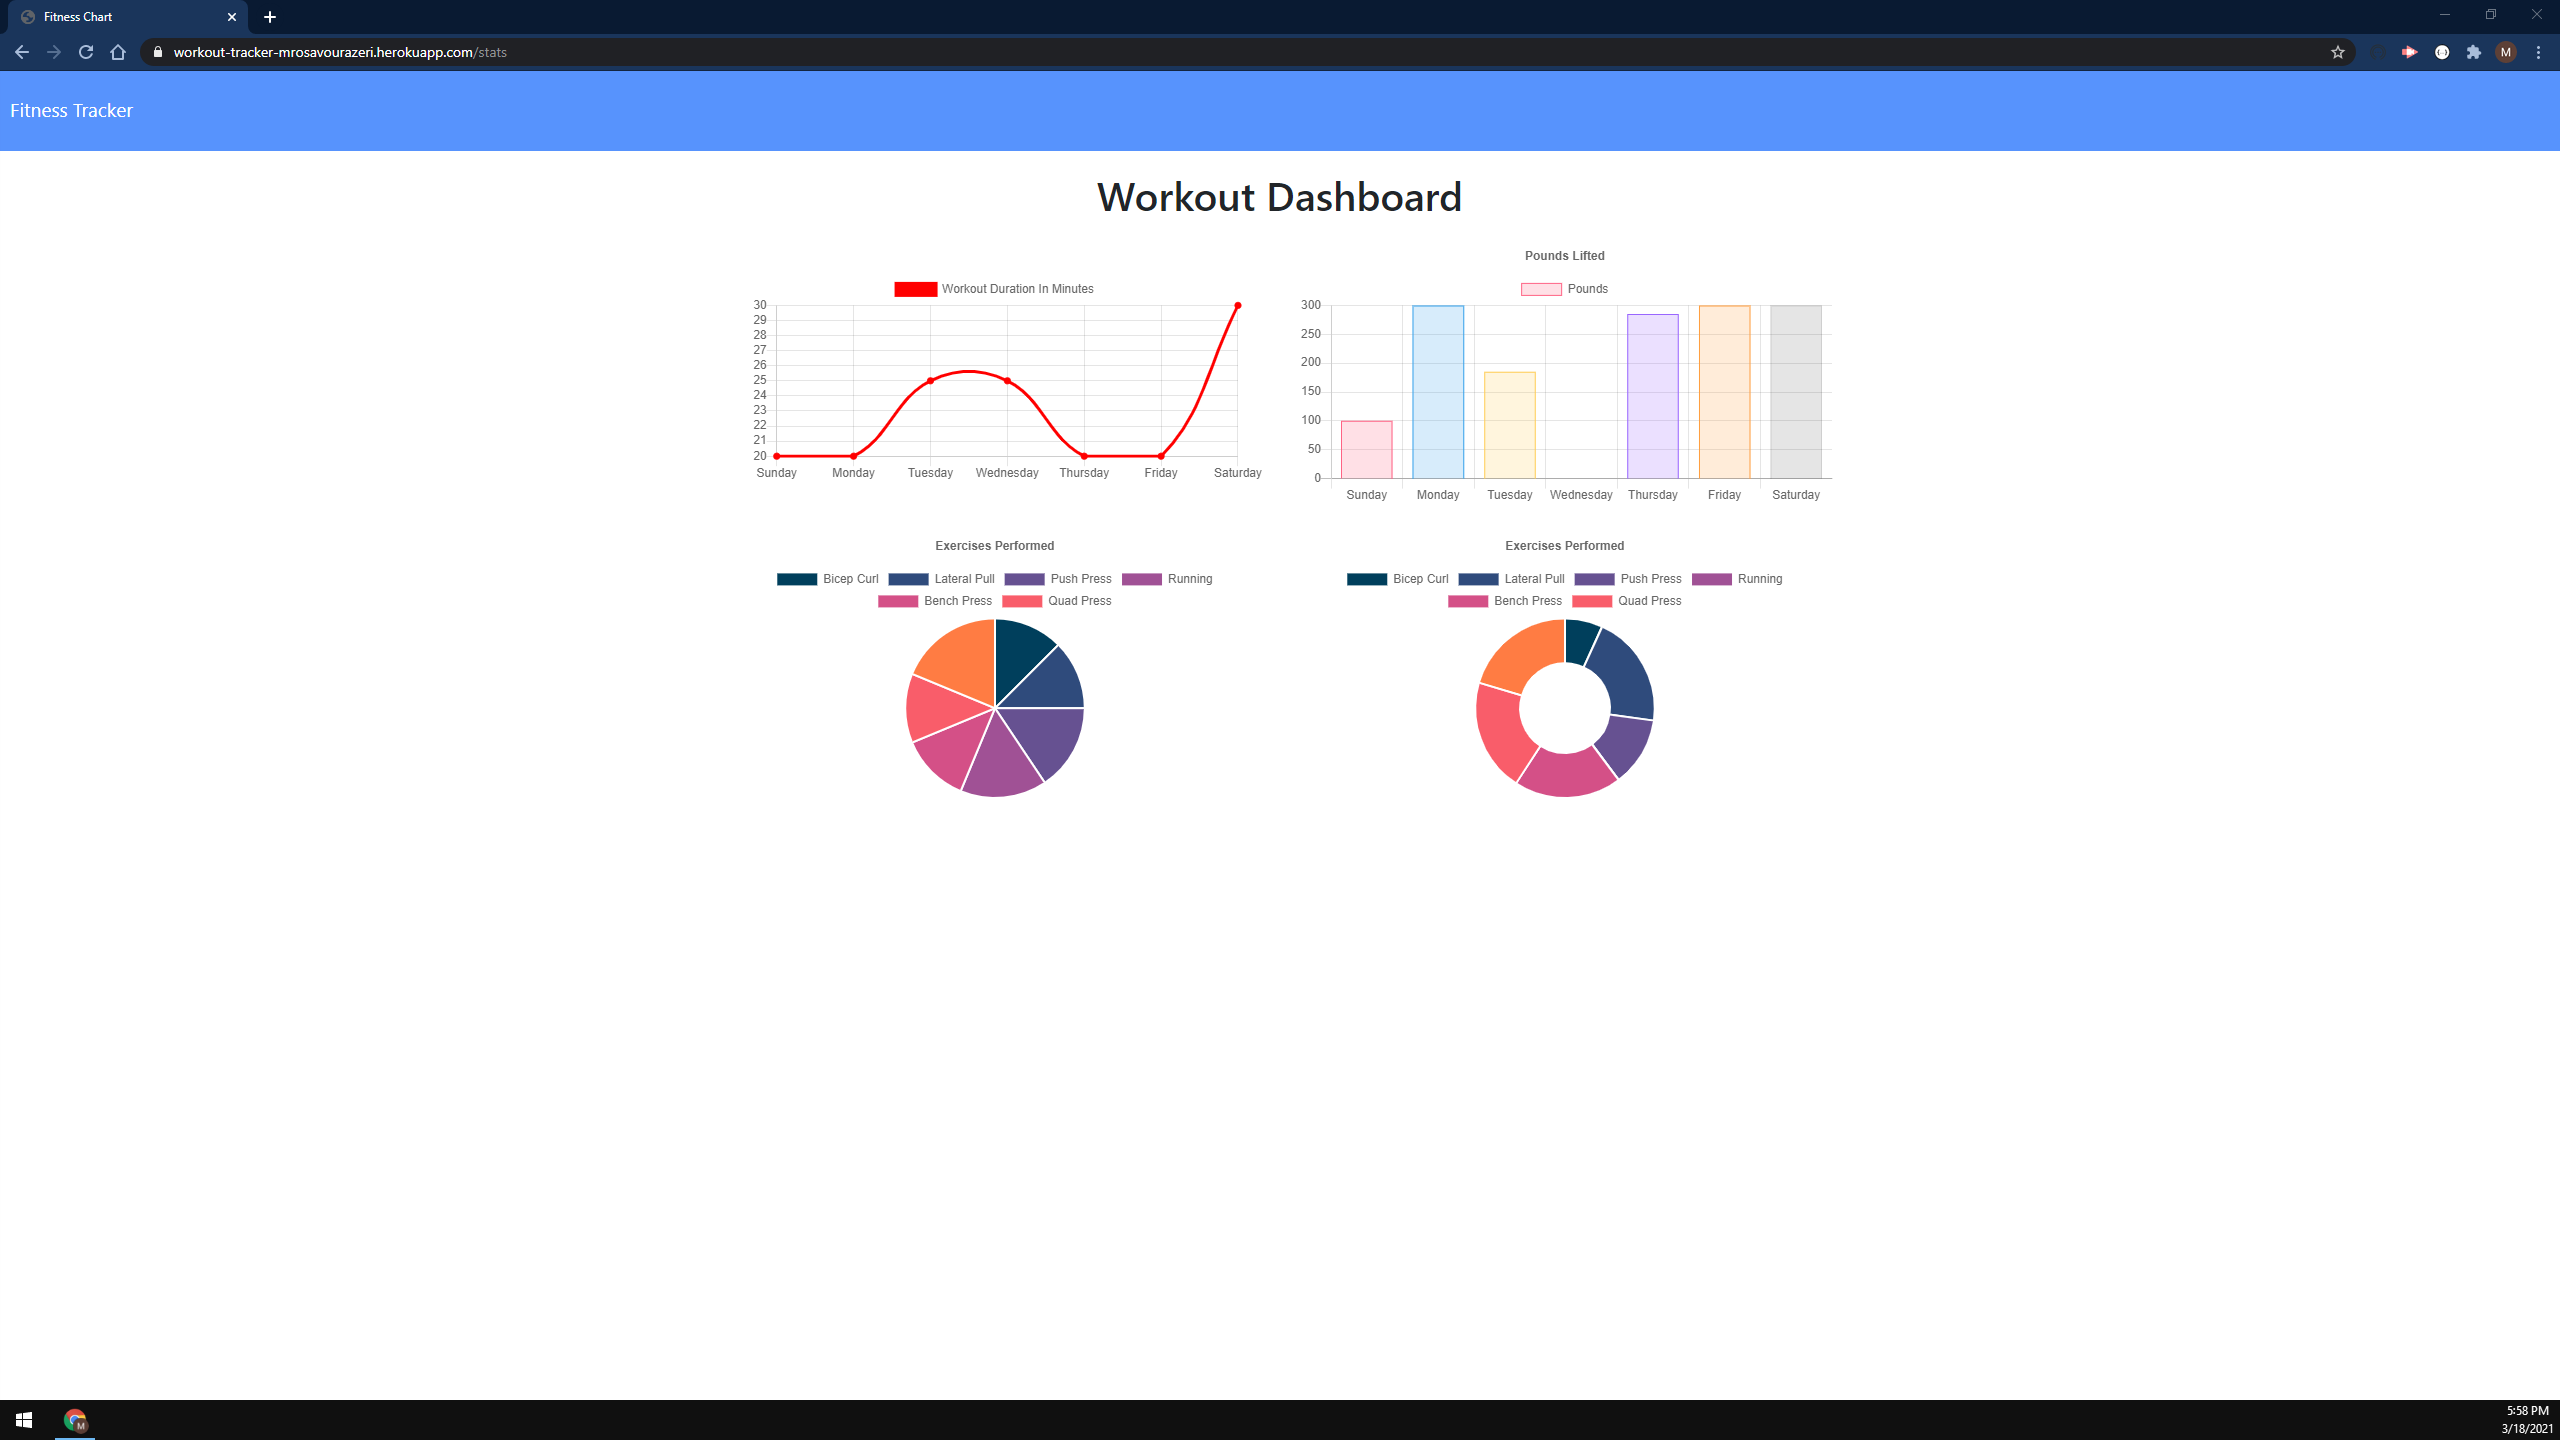 Fitness Chart
workout-tracker-mrosavourazeri.herokuapp.com/stats
M
Fitness Tracker
Workout Dashboard
Workout Duration In Minutes
30
29
28
27
26
25
24
23
22
21
20
Sunday Monday Tuesday Wednesday Thursday Friday Saturday
Pounds Lifted
Pounds
300
250
200
150
100
50
0
Sunday Monday Tuesday Wednesday Thursday Friday Saturday
Exercises Performed
Bicep Curl Lateral Pull Push Press Running
Bench Press Quad Press
Exercises Performed
Bicep Curl Lateral Pull Push Press Running
Bench Press Quad Press
M
5:58 PM
3/18/2021